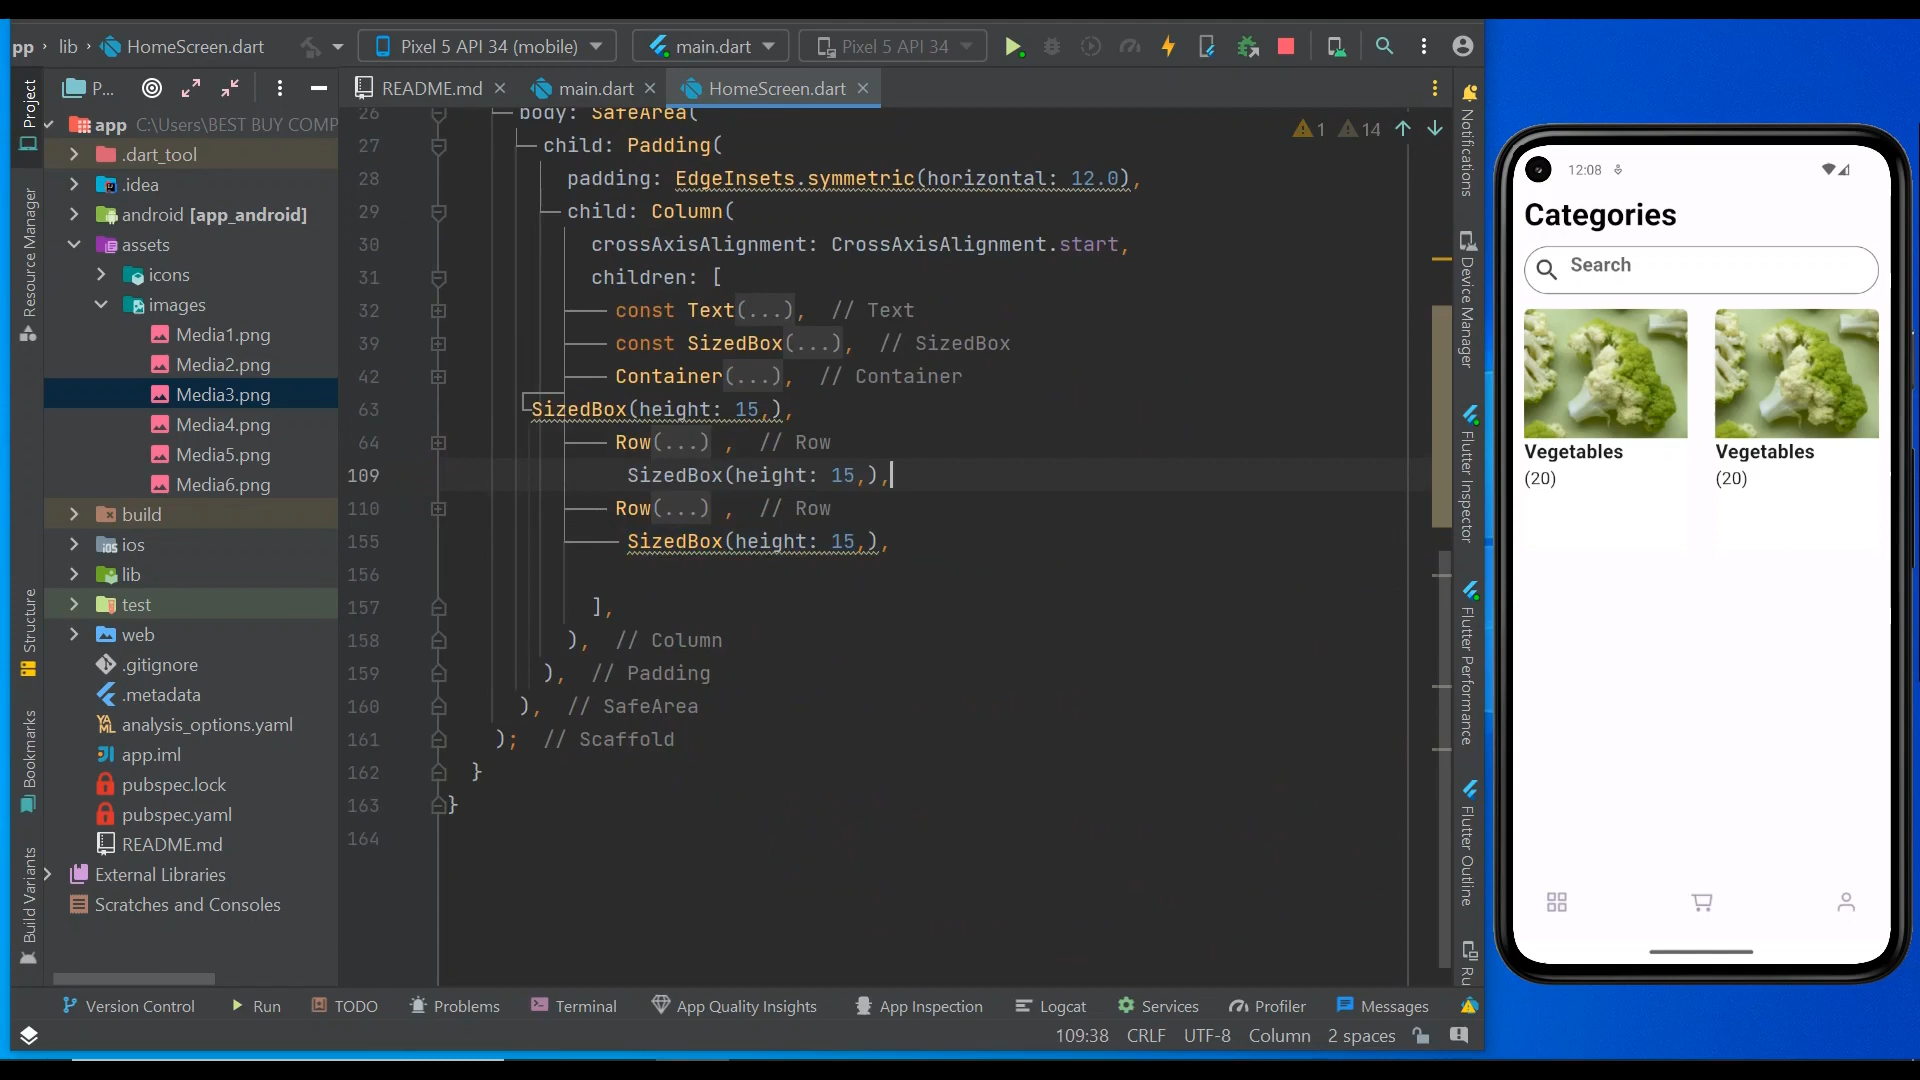 pp › lib › HomeScreen.dart
Pixel 5 API 34 (mobile)
main.dart
Pixel 5 API 34
P...
README.md
main.dart
HomeScreen.dart
Project
Resource Manager
Structure
Bookmarks
Build Variants
app C:\Users\BEST BUY COMP
.dart_tool
.idea
android [app_android]
assets
icons
images
Media1.png
Media2.png
Media3.png
Media4.png
Media5.png
Media6.png
build
ios
lib
test
web
.gitignore
.metadata
analysis_options.yaml
app.iml
pubspec.lock
pubspec.yaml
README.md
External Libraries
Scratches and Consoles
26 body: SafeArea(
27 child: Padding(
28 padding: EdgeInsets.symmetric(horizontal: 12.0),
29 child: Column(
30 crossAxisAlignment: CrossAxisAlignment.start,
31 children: [
32 const Text(...), // Text
39 const SizedBox(...), // SizedBox
42 Container(...), // Container
63 SizedBox(height: 15,),
64 Row(...) , // Row
109 SizedBox(height: 15,),
110 Row(...) , // Row
155 SizedBox(height: 15,),
156
157 ],
158 ), // Column
159 ), // Padding
160 ), // SafeArea
161 ); // Scaffold
162 }
163 }
164
1 14
Notifications
Device Manager
Flutter Inspector
Flutter Performance
Flutter Outline
Ru
Version Control
Run
TODO
Problems
Terminal
App Quality Insights
App Inspection
Logcat
Services
Profiler
Messages
109:38 CRLF UTF-8 Column 2 spaces
12:08
Categories
Search
Vegetables
(20)
Vegetables
(20)